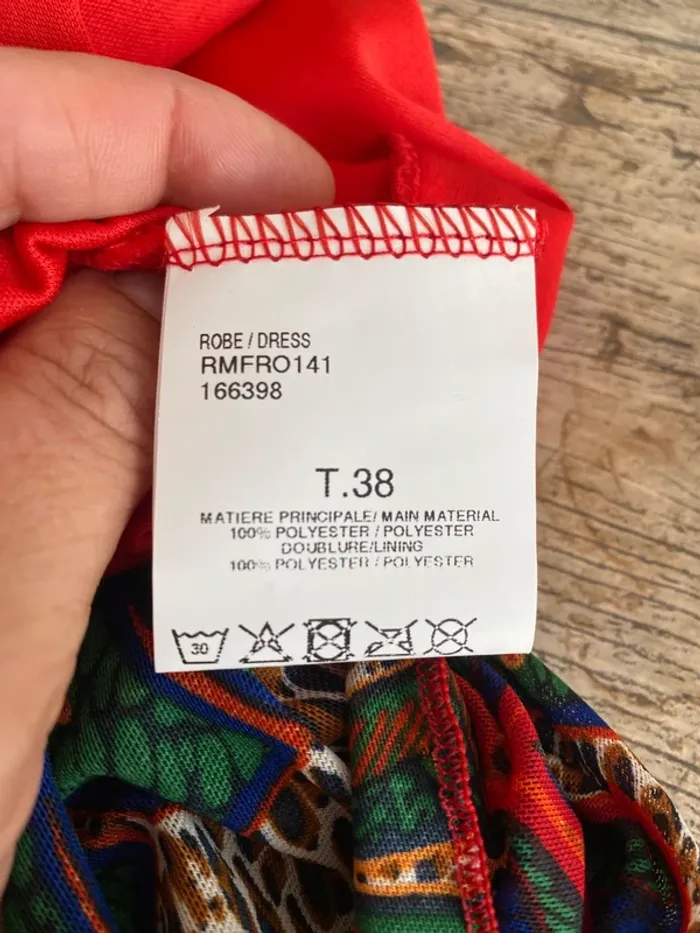 ROBE / DRESS
RMFRO141
166398
T.38
MATIERE PRINCIPALE/ MAIN MATERIAL
100% POLYESTER / POLYESTER
DOUBLURE/LINING
100% POLYESTER / POLYESTER
30